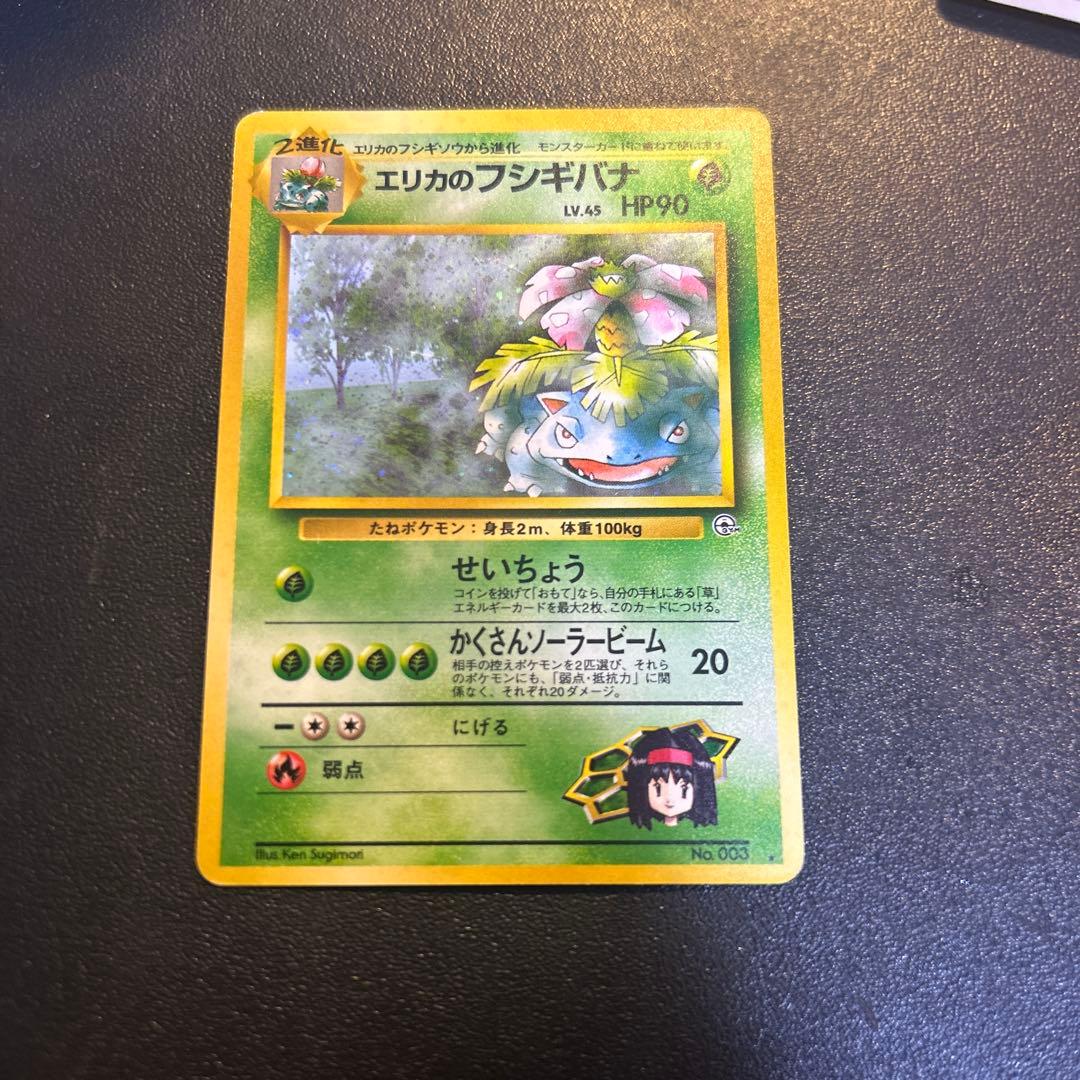 2進化 エリカのフシギソウから進化 モンスターカードに重ねて使います。
エリカのフシギバナ
LV.45 HP90
たねポケモン：身長2m、体重100kg
GYM
せいちょう
コインを投げて「おもて」なら、自分の手札にある「草」
エネルギーカードを最大2枚、このカードにつける。
かくさんソーラービーム 20
相手の控えポケモンを2匹選び、それら
のポケモンにも、「弱点・抵抗力」に関
係なく、それぞれ20ダメージ。
にげる
弱点
Illus. Ken Sugimori No. 003